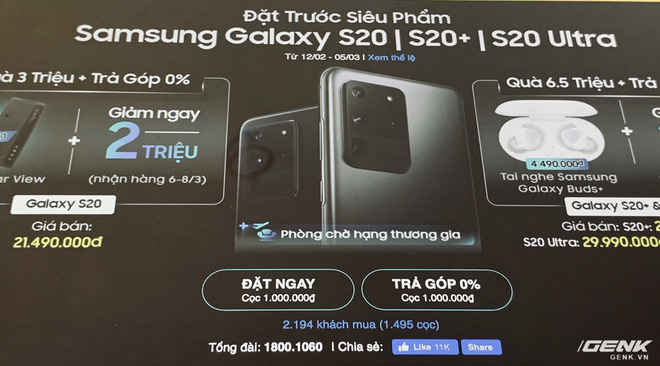 Đặt Trước Siêu Phẩm
Samsung Galaxy S20 | S20+ | S20 Ultra
Từ 12/02 - 05/03 | Xem thể lệ
3 Triệu + Trả Góp 0%
Quà 6.5 Triệu + Trả
+
Giảm ngay
2 TRIỆU
(nhận hàng 6-8/3)
View
4.490.000đ
+
Tai nghe Samsung
Galaxy Buds+
Galaxy S20
Galaxy S20+ &
Giá bán:
21.490.000đ
Giá bán: S20+:
S20 Ultra: 29.990.000
+ Phòng chờ hạng thương gia
ĐẶT NGAY
Cọc 1.000.000₫
TRẢ GÓP 0%
Cọc 1.000.000₫
2.194 khách mua (1.495 cọc)
Tổng đài: 1800.1060 | Chia sẻ: Like 11K Share
GENK
GENK.VN